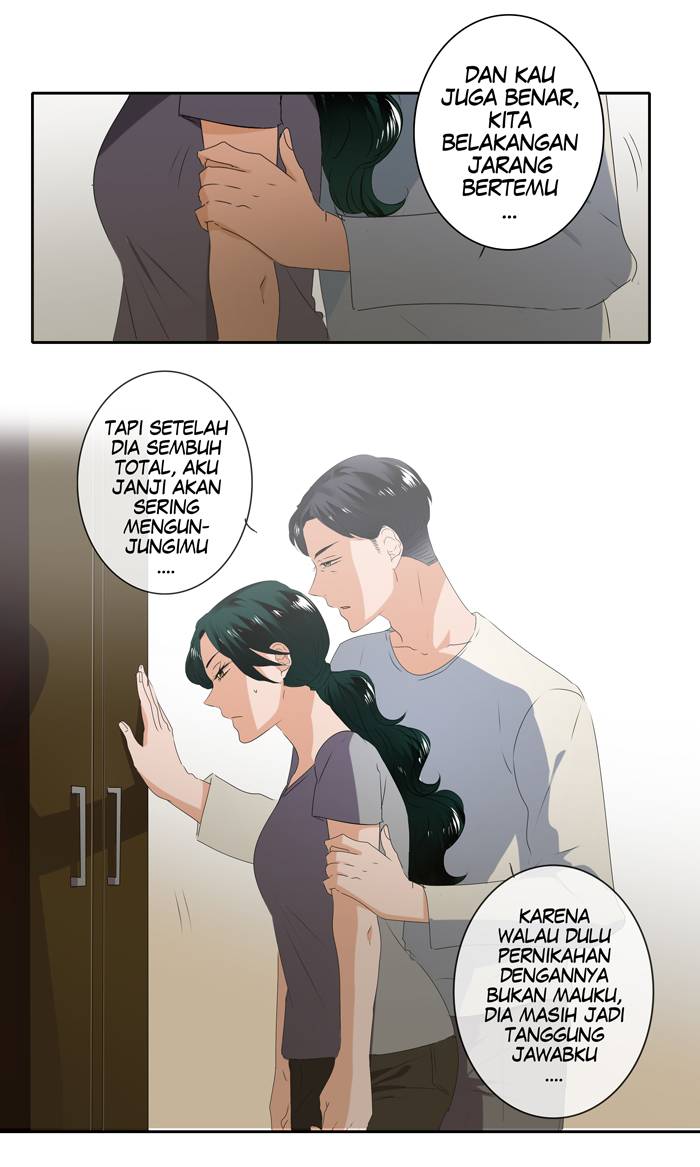 DAN KAU
JUGA BENAR,
KITA
BELAKANGAN
JARANG
BERTEMU
...
TAPI SETELAH
DIA SEMBUH
TOTAL, AKU
JANJI AKAN
SERING
MENGUN-
JUNGIMU
....
KARENA
WALAU DULU
PERNIKAHAN
DENGANNYA
BUKAN MAUKU,
DIA MASIH JADI
TANGGUNG
JAWABKU
....